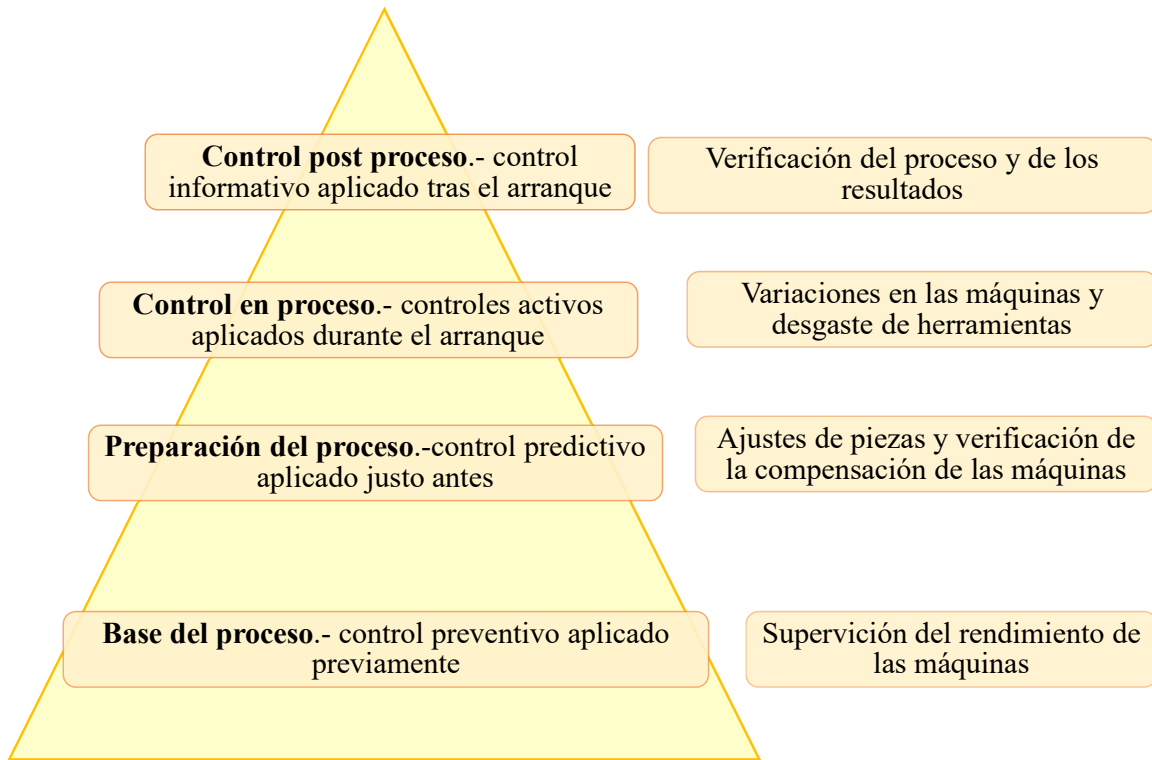 Control post proceso.- control
informativo aplicado tras el arranque
Verificación del proceso y de los
resultados
Control en proceso.- controles activos
aplicados durante el arranque
Variaciones en las máquinas y
desgaste de herramientas
Preparación del proceso.-control predictivo
aplicado justo antes
Ajustes de piezas y verificación de
la compensación de las máquinas
Base del proceso.- control preventivo aplicado
previamente
Supervición del rendimiento de
las máquinas